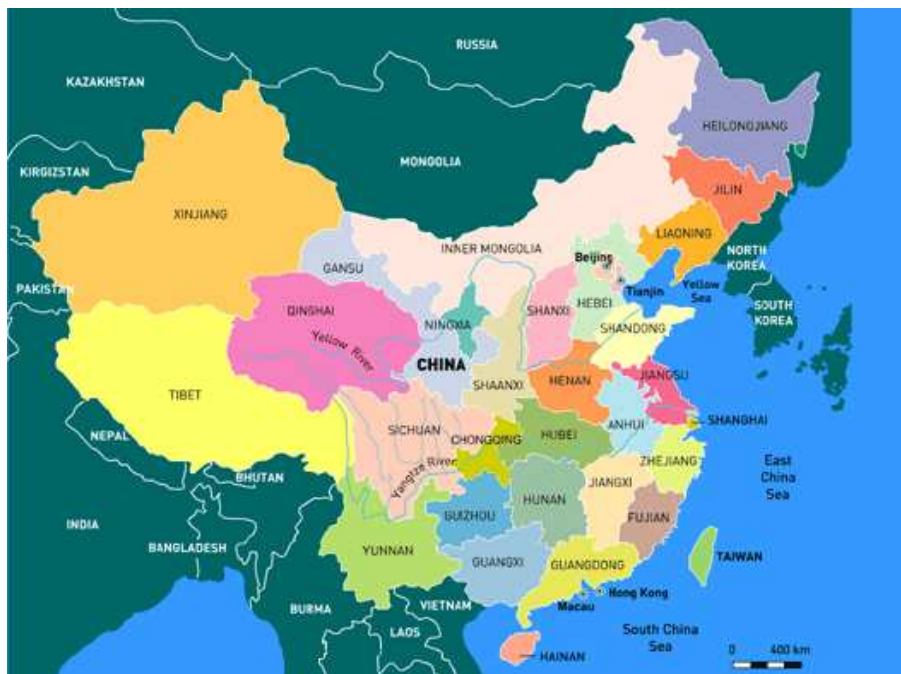 RUSSIA
KAZAKHSTAN
HEILONGJIANG
MONGOLIA
KIRGIZSTAN
JILIN
XINJIANG
LIAONING
INNER MONGOLIA
NORTH
KOREA
Beijing
GANSU
Tianjin
Yellow
Sea
PAKISTAN
SHANXI
HEBEI
SOUTH
KOREA
QINGHAI
NINGXIA
SHANDONG
Yellow River
CHINA
JIANGSU
HENAN
SHAANXI
TIBET
SHANGHAI
ANHUI
SICHUAN
CHONGQING
HUBEI
NEPAL
ZHEJIANG
East
China
Sea
Yangtze River
BHUTAN
JIANGXI
HUNAN
GUIZHOU
FUJIAN
INDIA
BANGLADESH
YUNNAN
TAIWAN
GUANGXI
GUANGDONG
Hong Kong
Macau
BURMA
VIETNAM
LAOS
South China
Sea
HAINAN
0 400 km